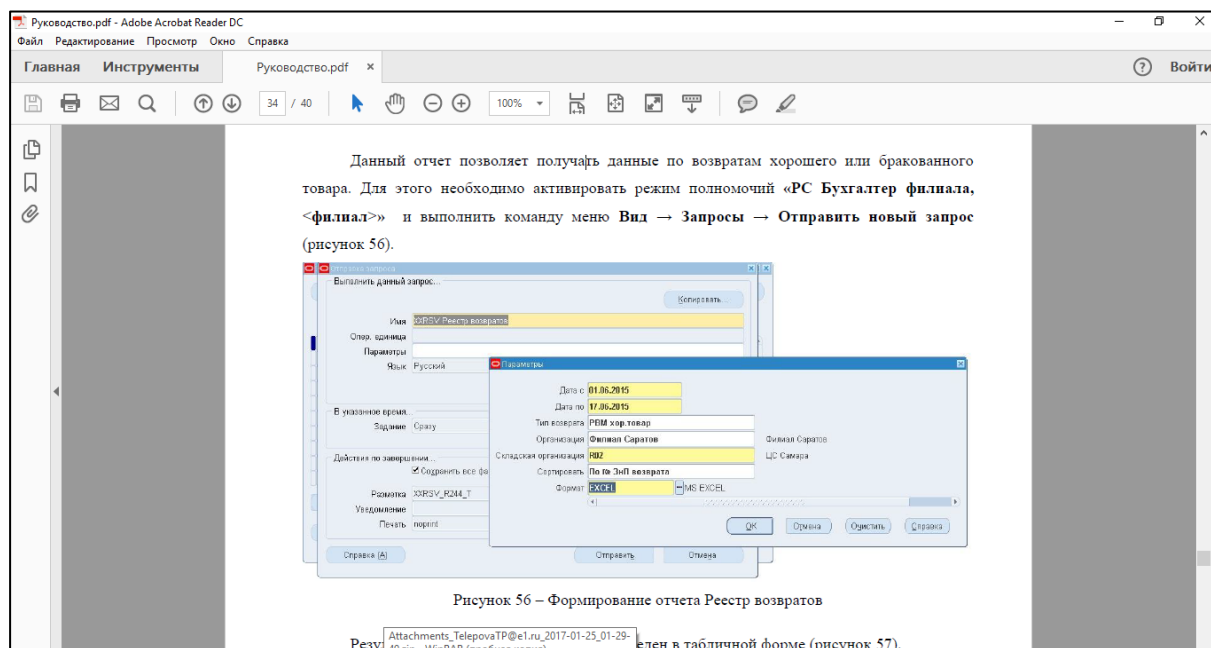 Руководство.pdf - Adobe Acrobat Reader DC
Файл Редактирование Просмотр Окно Справка
Главная Инструменты Руководство.pdf × Войти
34 / 40 100%
Данный отчет позволяет получать данные по возвратам хорошего или бракованного
товара. Для этого необходимо активировать режим полномочий «РС Бухгалтер филиала,
<филиал>» и выполнить команду меню Вид → Запросы → Отправить новый запрос
(рисунок 56).
Отправка запроса
Выполнить данный запрос...
Копировать...
Имя XXRSV Реестр возвратов
Опер. единица
Параметры
Язык Русский
Параметры
Дата с 01.06.2015
Дата по 17.06.2015
Тип возврата РВМ хор.товар
Организация Филиал Саратов Филиал Саратов
Складская организация R02 ЦС Самара
Сортировать По № ЗнП возврата
Формат EXCEL MS EXCEL
ОК Отмена Очистить Справка
В указанное время...
Задание Сразу
Действия по завершении...
Сохранить все фа
Разметка XXRSV_R244_T
Уведомление
Печать noprint
Справка (A) Отправить Отмена
Рисунок 56 – Формирование отчета Реестр возвратов
Attachments_TelepovaTP@e1.ru_2017-01-25_01-29-
Резу в табличной форме (рисунок 57).